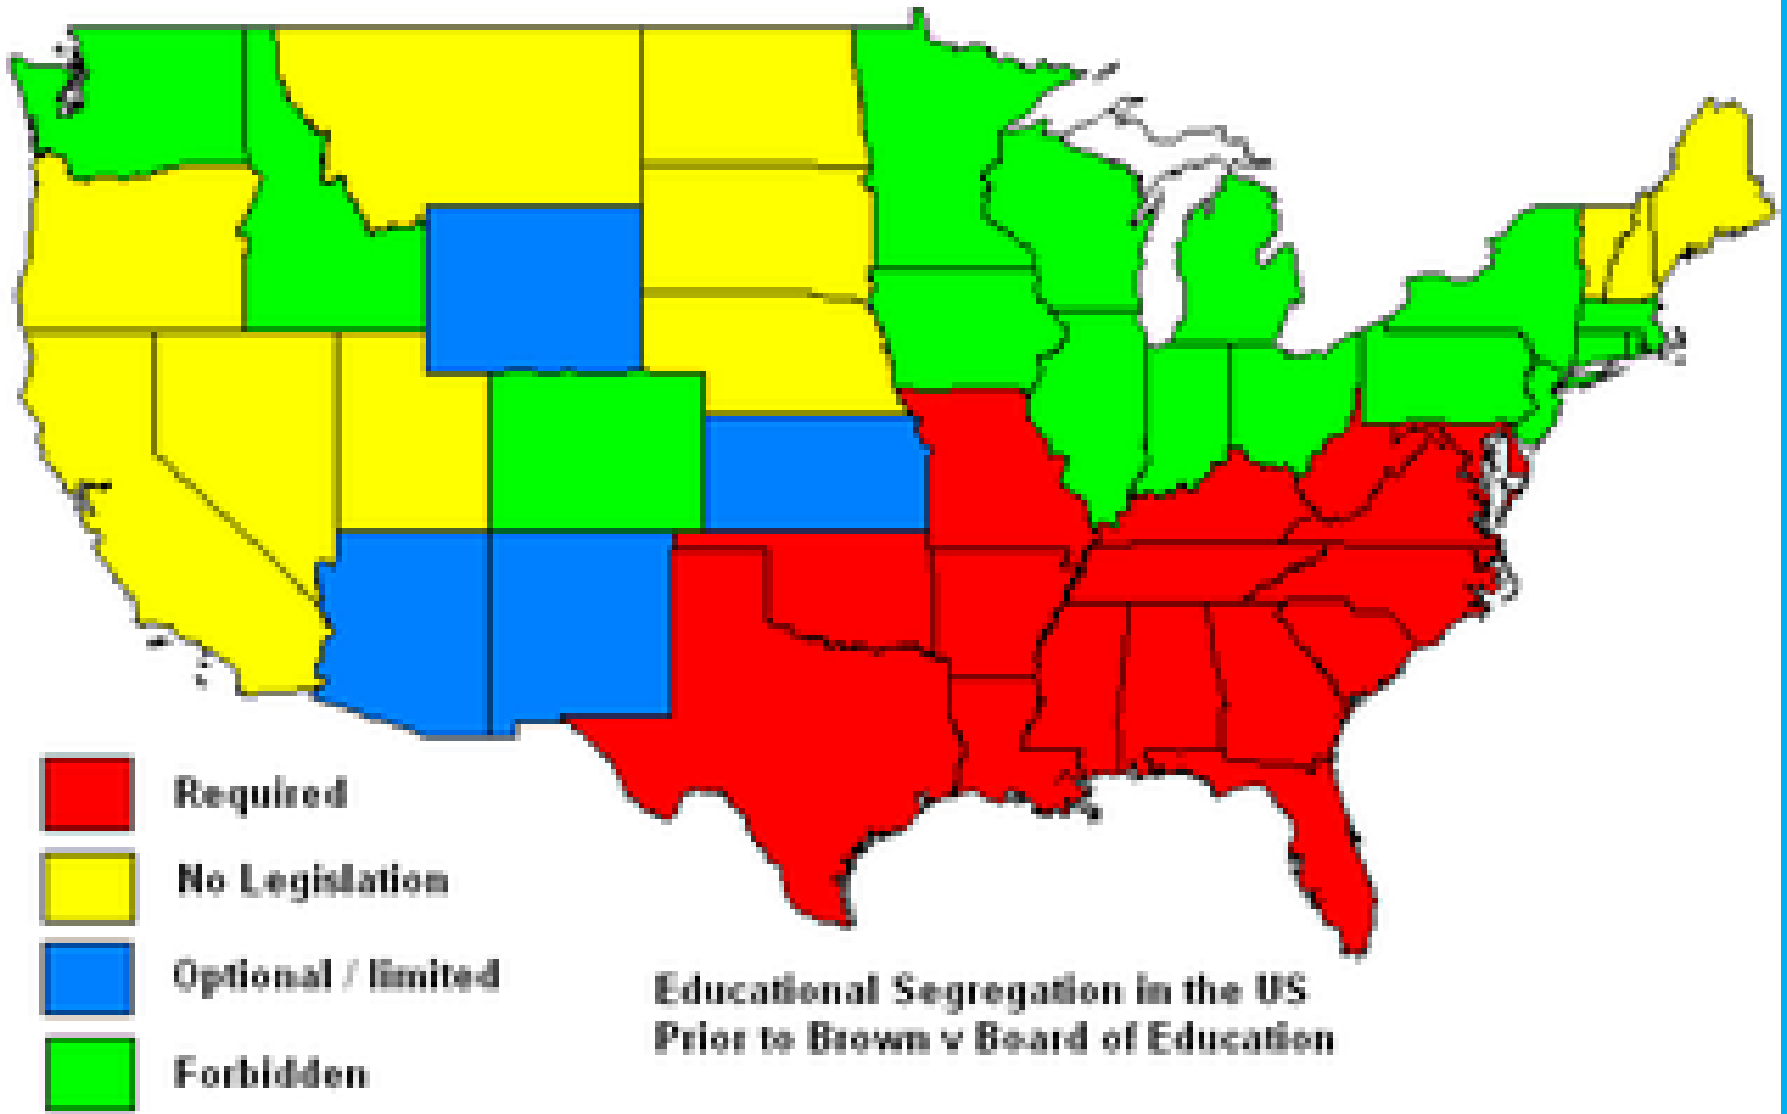 Required
No Legislation
Optional / limited
Forbidden
Educational Segregation in the US
Prior to Brown v Board of Education